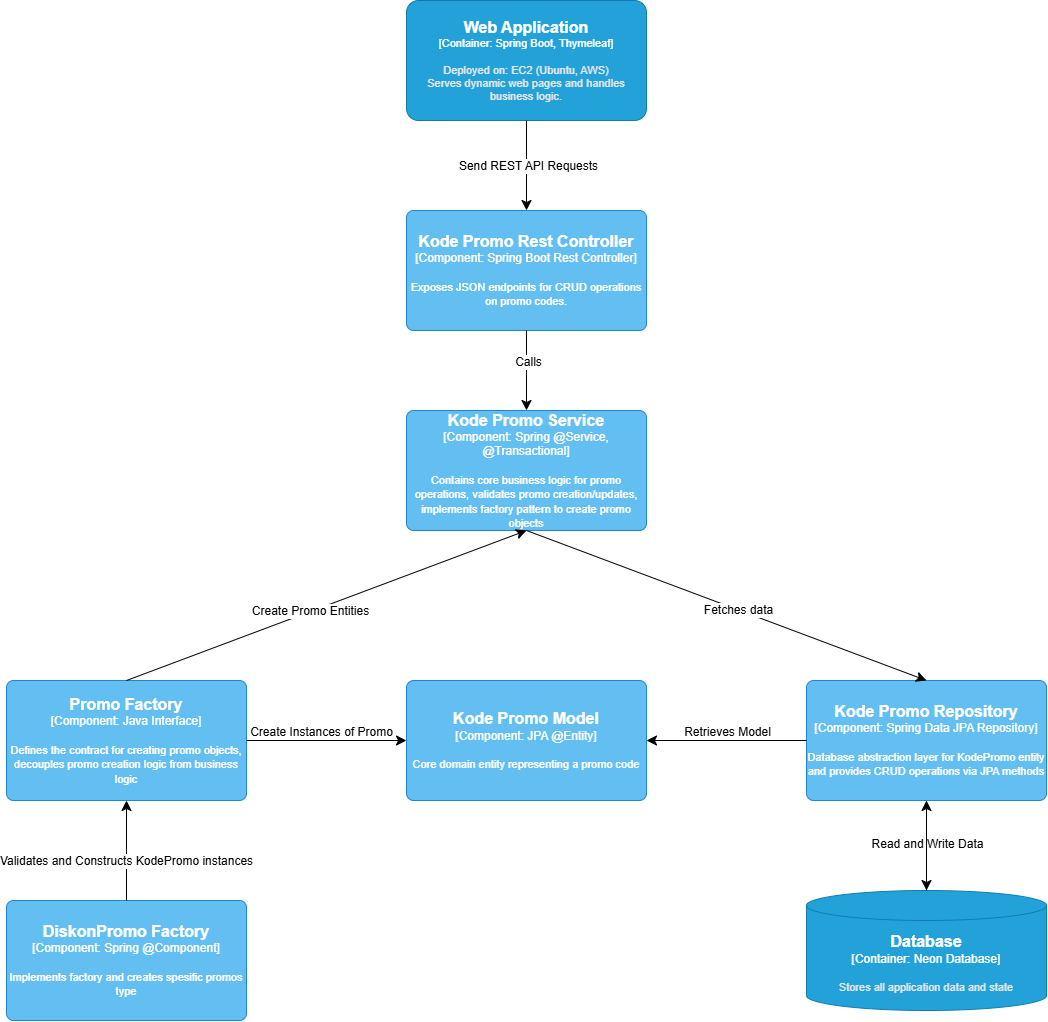 Web Application
[Container: Spring Boot, Thymeleaf]
Deployed on: EC2 (Ubuntu, AWS)
Serves dynamic web pages and handles
business logic.
Send REST API Requests
Kode Promo Rest Controller
[Component: Spring Boot Rest Controller]
Exposes JSON endpoints for CRUD operations
on promo codes.
Calls
Kode Promo Service
[Component: Spring @Service,
@Transactional]
Contains core business logic for promo
operations, validates promo creation/updates,
implements factory pattern to create promo
objects
Create Promo Entities
Fetches data
Promo Factory
[Component: Java Interface]
Defines the contract for creating promo objects,
decouples promo creation logic from business
logic
Create Instances of Promo
Kode Promo Model
[Component: JPA @Entity]
Core domain entity representing a promo code
Retrieves Model
Kode Promo Repository
[Component: Spring Data JPA Repository]
Database abstraction layer for KodePromo entity
and provides CRUD operations via JPA methods
Validates and Constructs KodePromo instances
Read and Write Data
DiskonPromo Factory
[Component: Spring @Component]
Implements factory and creates spesific promos
type
Database
[Container: Neon Database]
Stores all application data and state